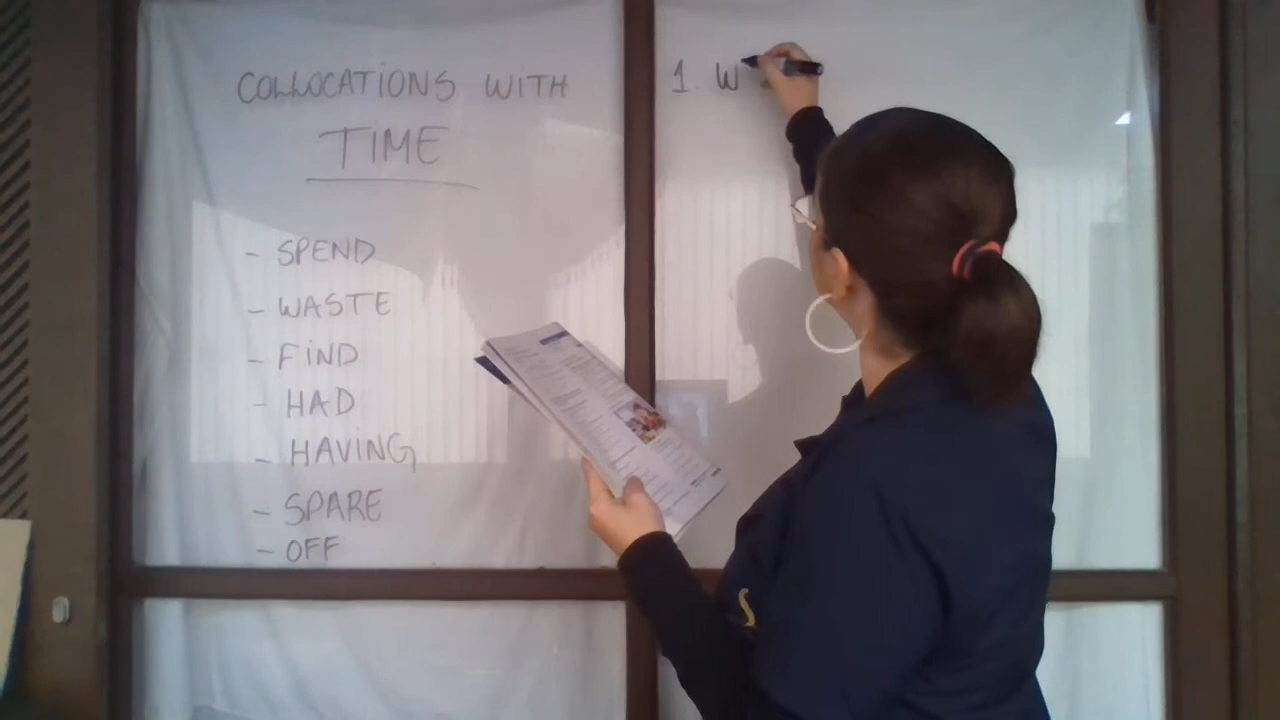 COLLOCATIONS WITH
TIME
- SPEND
- WASTE
- FIND
- HAD
- HAVING
- SPARE
- OFF
1. W